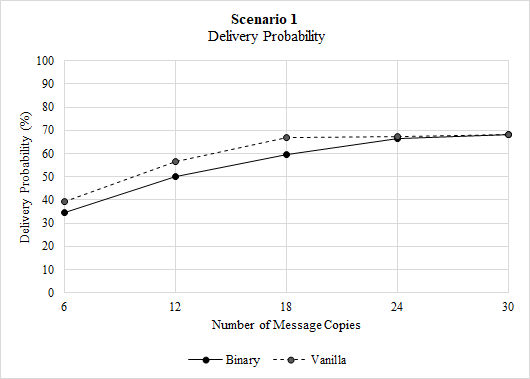 Scenario 1
Delivery Probability
Delivery Probability (%)
100
90
80
70
60
50
40
30
20
10
0
6 12 18 24 30
Number of Message Copies
Binary Vanilla